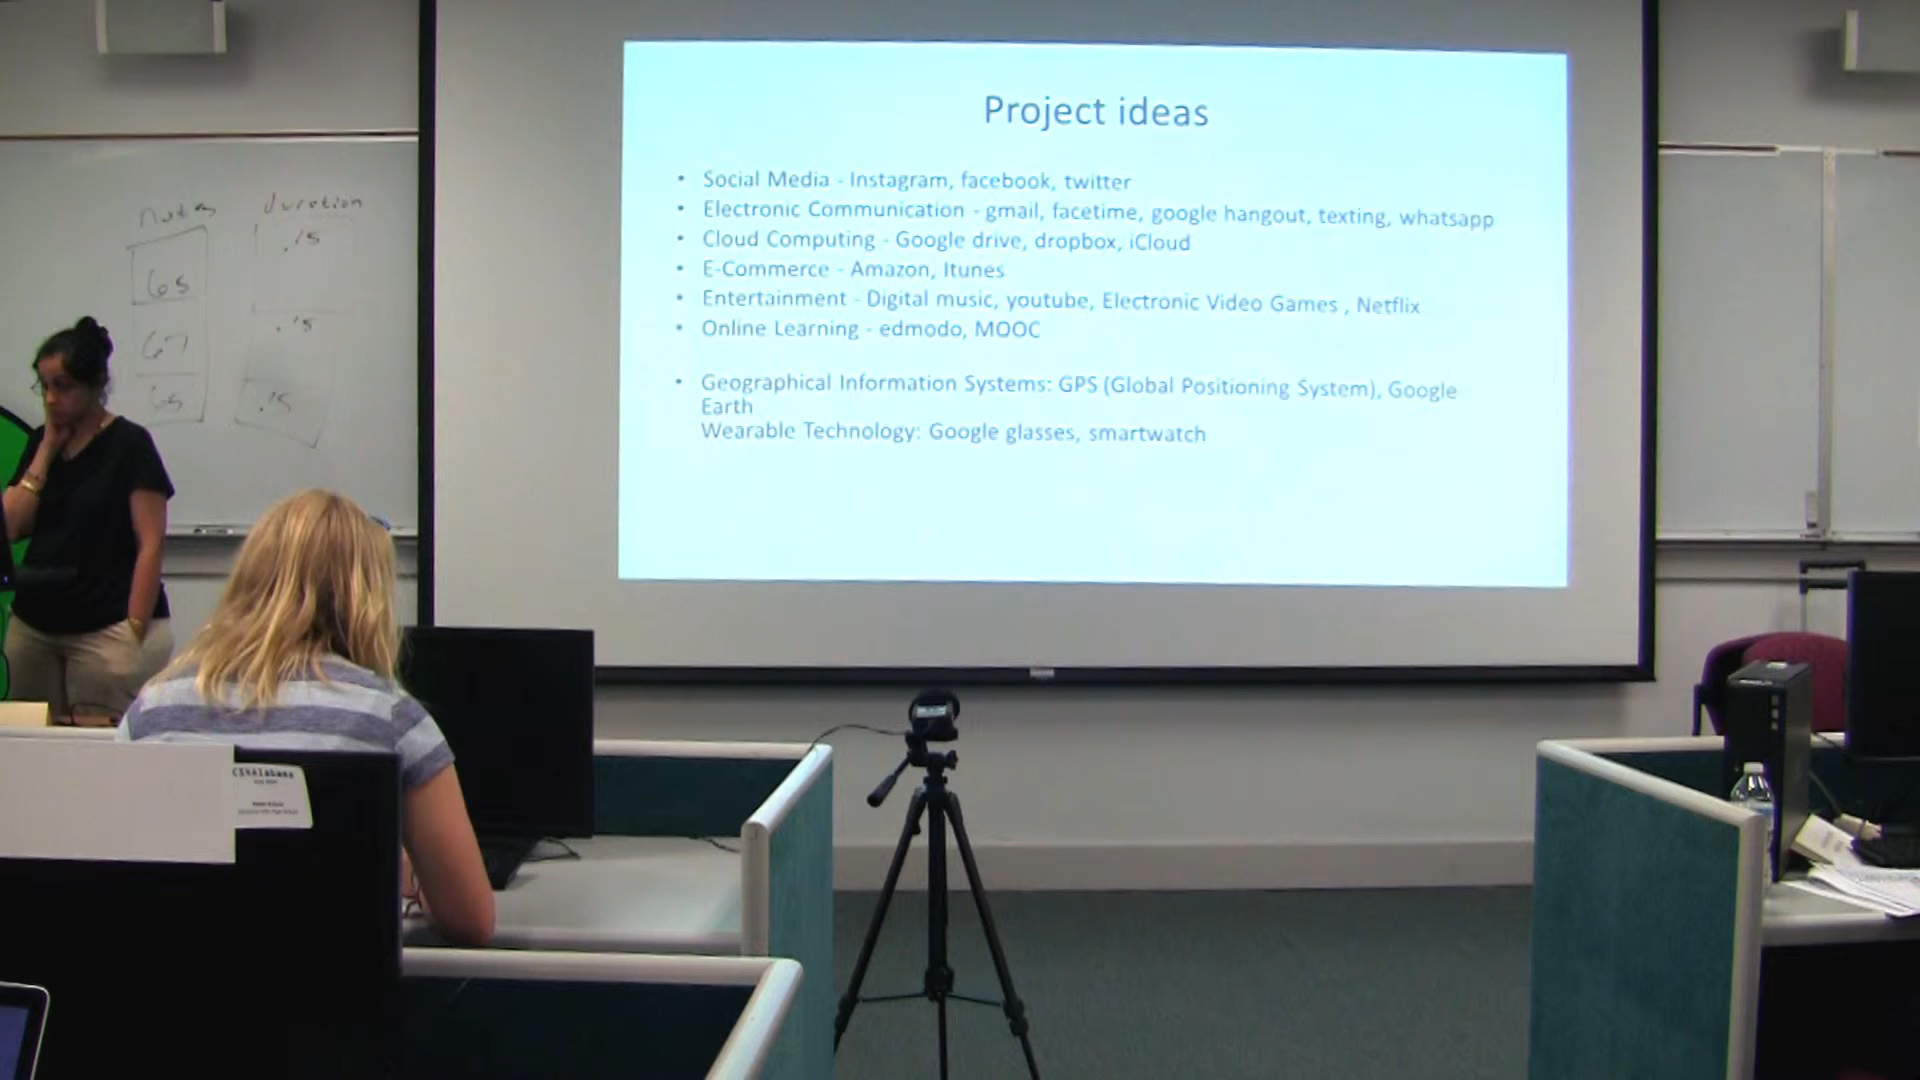 Project ideas
• Social Media - Instagram, facebook, twitter
• Electronic Communication - gmail, facetime, google hangout, texting, whatsapp
• Cloud Computing - Google drive, dropbox, iCloud
• E-Commerce - Amazon, Itunes
• Entertainment - Digital music, youtube, Electronic Video Games , Netflix
• Online Learning - edmodo, MOOC
• Geographical Information Systems: GPS (Global Positioning System), Google
Earth
Wearable Technology: Google glasses, smartwatch
notes duration
65 .15
67 .15
65 .15
CS4Alabama